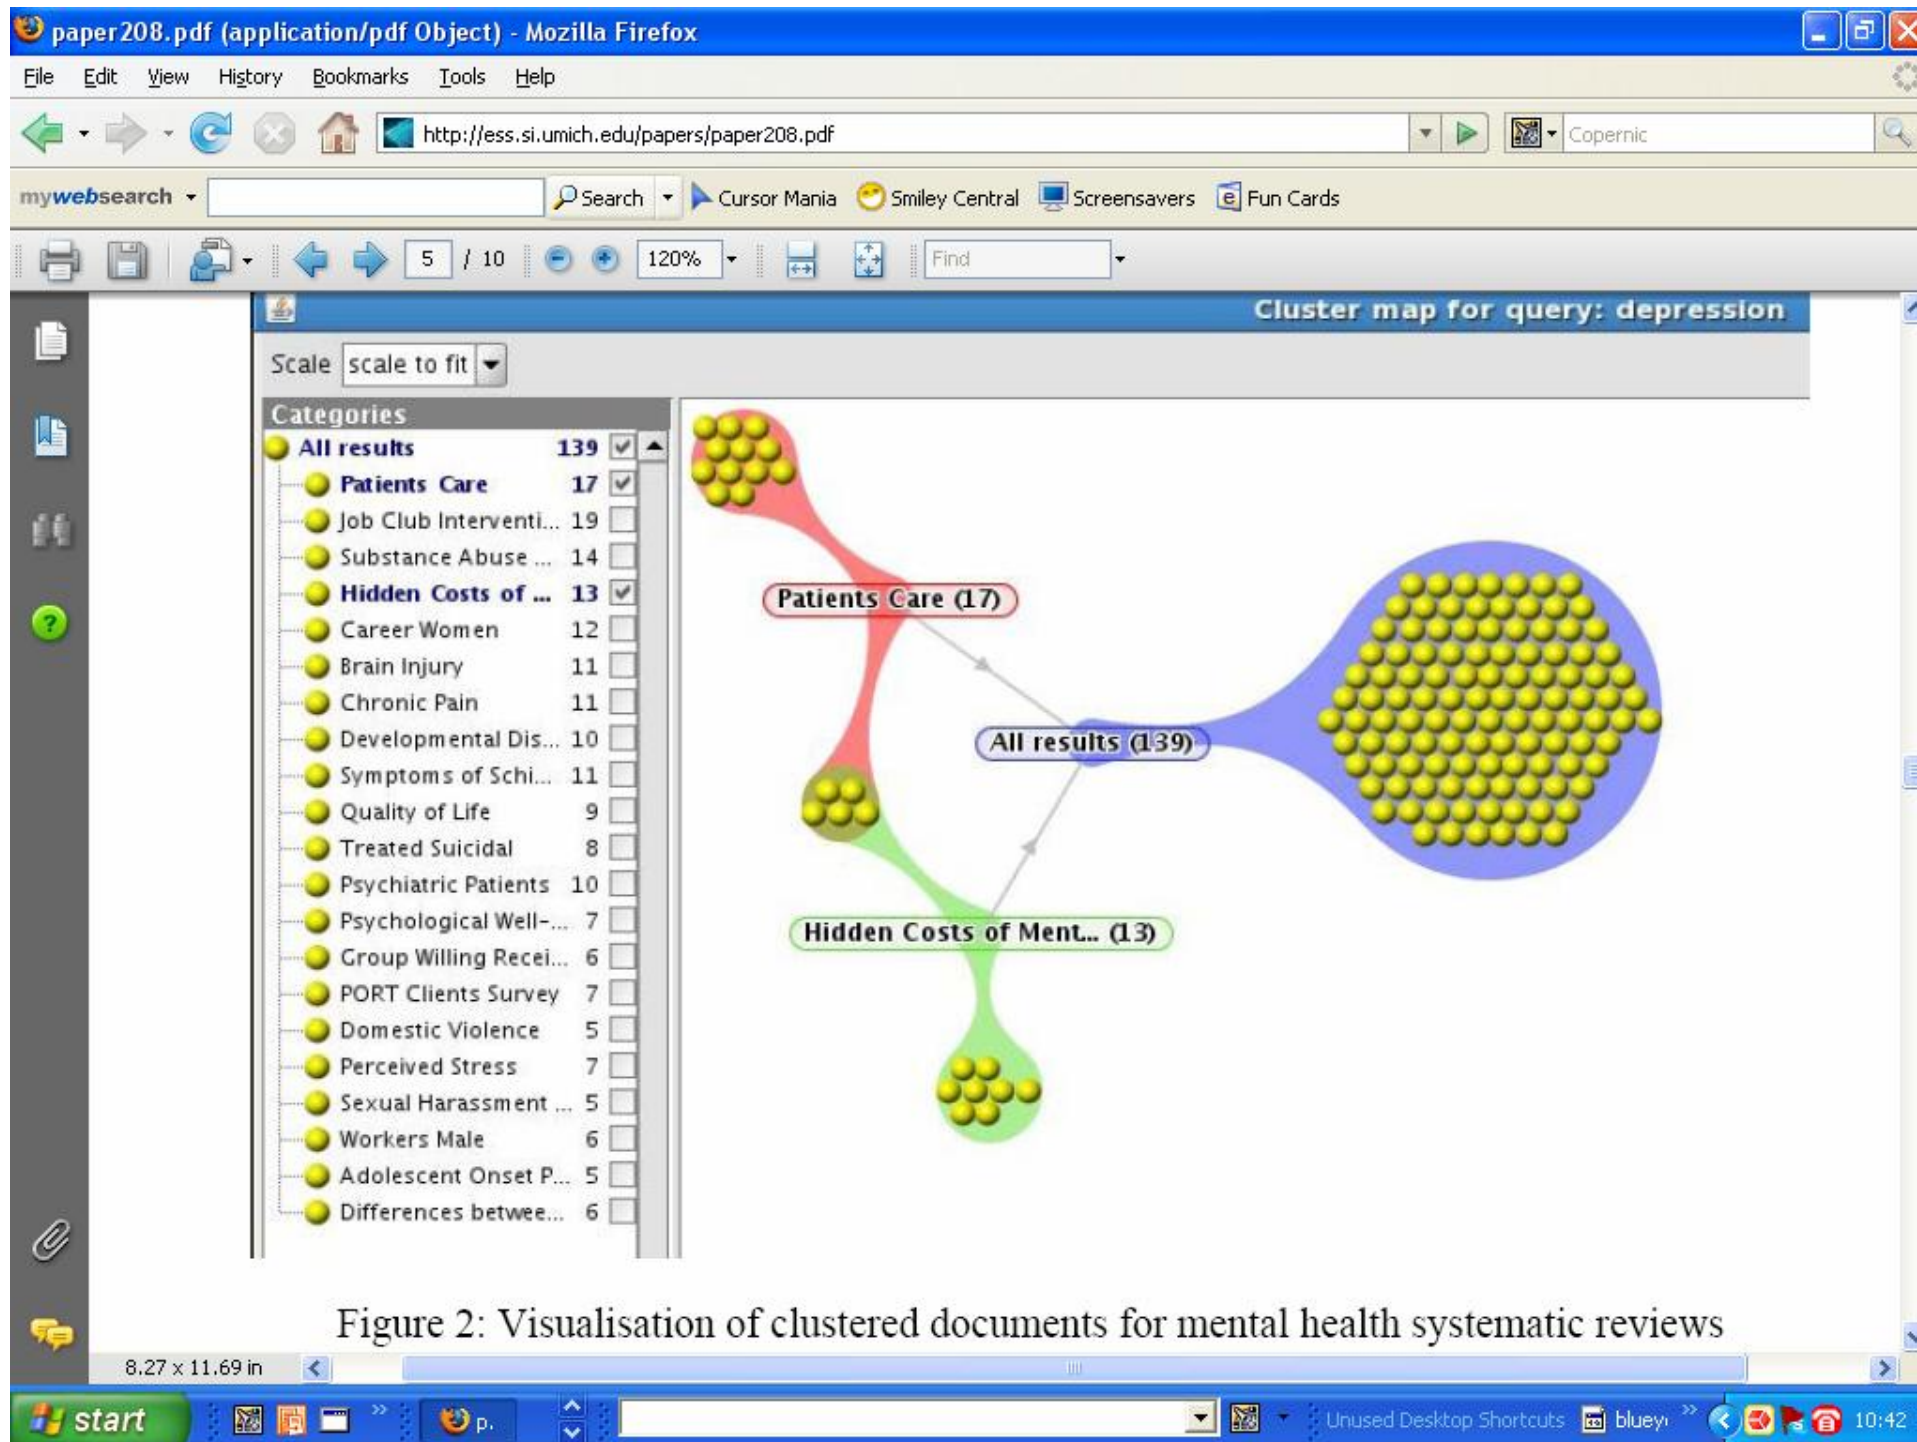 paper208.pdf (application/pdf Object) - Mozilla Firefox
File Edit View History Bookmarks Tools Help
http://ess.si.umich.edu/papers/paper208.pdf
Copernic
mywebsearch Search Cursor Mania Smiley Central Screensavers Fun Cards
5 / 10 120% Find
Cluster map for query: depression
Scale scale to fit
Categories
All results 139
Patients Care 17
Job Club Interventi... 19
Substance Abuse ... 14
Hidden Costs of ... 13
Career Women 12
Brain Injury 11
Chronic Pain 11
Developmental Dis... 10
Symptoms of Schi... 11
Quality of Life 9
Treated Suicidal 8
Psychiatric Patients 10
Psychological Well-... 7
Group Willing Recei... 6
PORT Clients Survey 7
Domestic Violence 5
Perceived Stress 7
Sexual Harassment ... 5
Workers Male 6
Adolescent Onset P... 5
Differences betwee... 6
Patients Care (17)
All results (139)
Hidden Costs of Ment... (13)
Figure 2: Visualisation of clustered documents for mental health systematic reviews
8.27 x 11.69 in
start p. Unused Desktop Shortcuts bluey 10:42